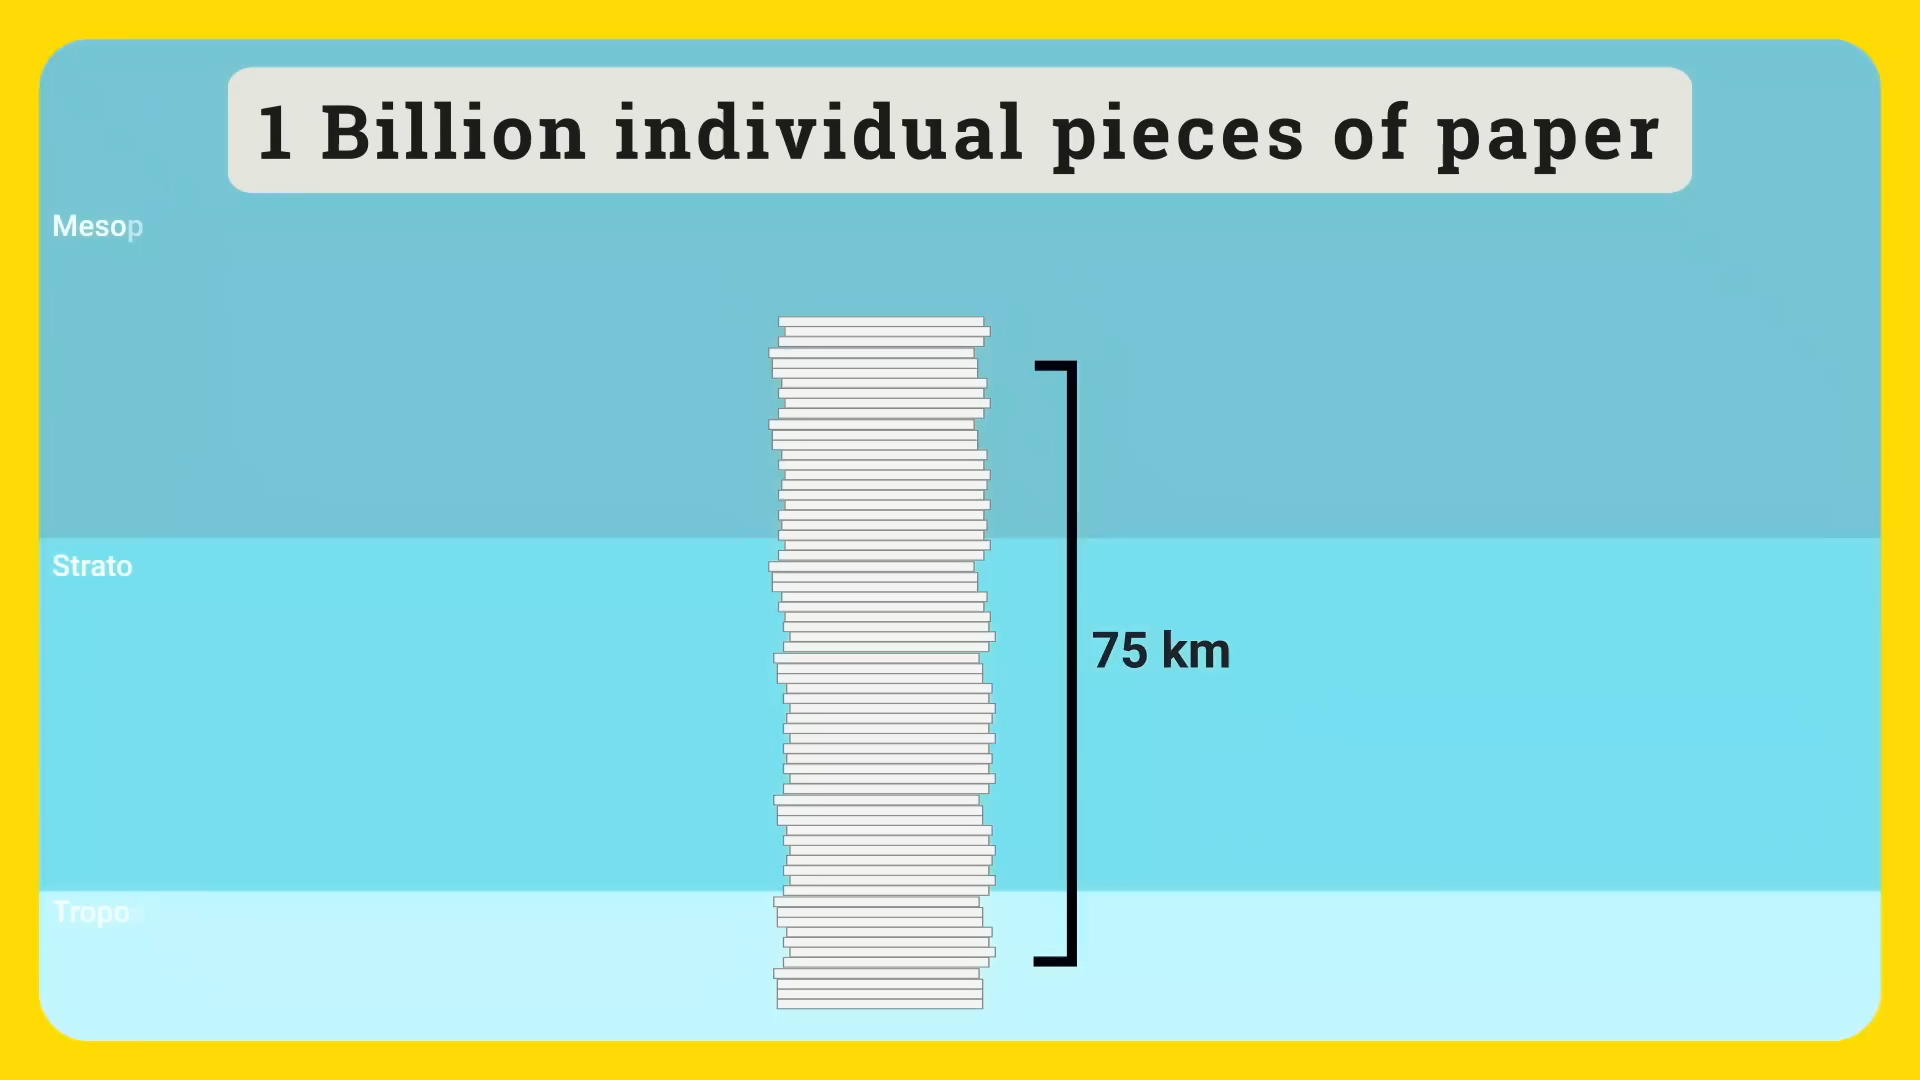 1 Billion individual pieces of paper
Mesop
Strato
75 km
Tropo